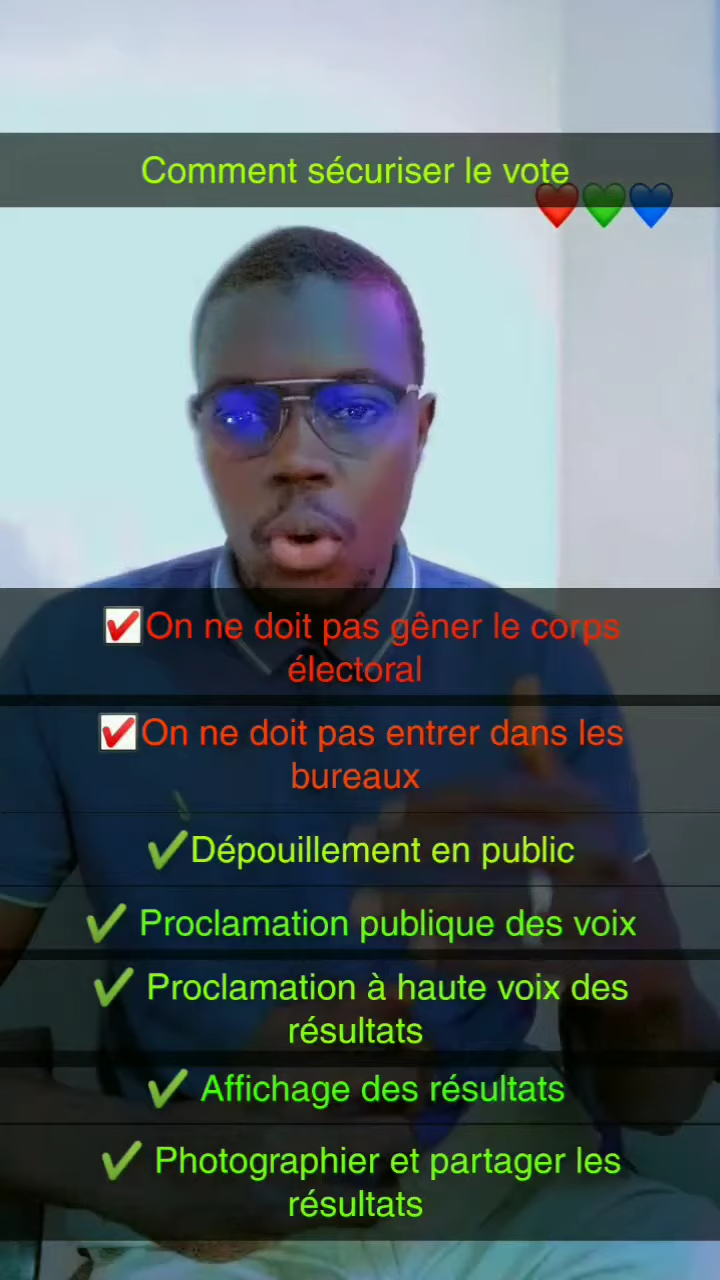 Comment sécuriser le vote
❤️💚💙
☑️On ne doit pas gêner le corps
électoral
☑️On ne doit pas entrer dans les
bureaux
✔️Dépouillement en public
✔️ Proclamation publique des voix
✔️ Proclamation à haute voix des
résultats
✔️ Affichage des résultats
✔️ Photographier et partager les
résultats